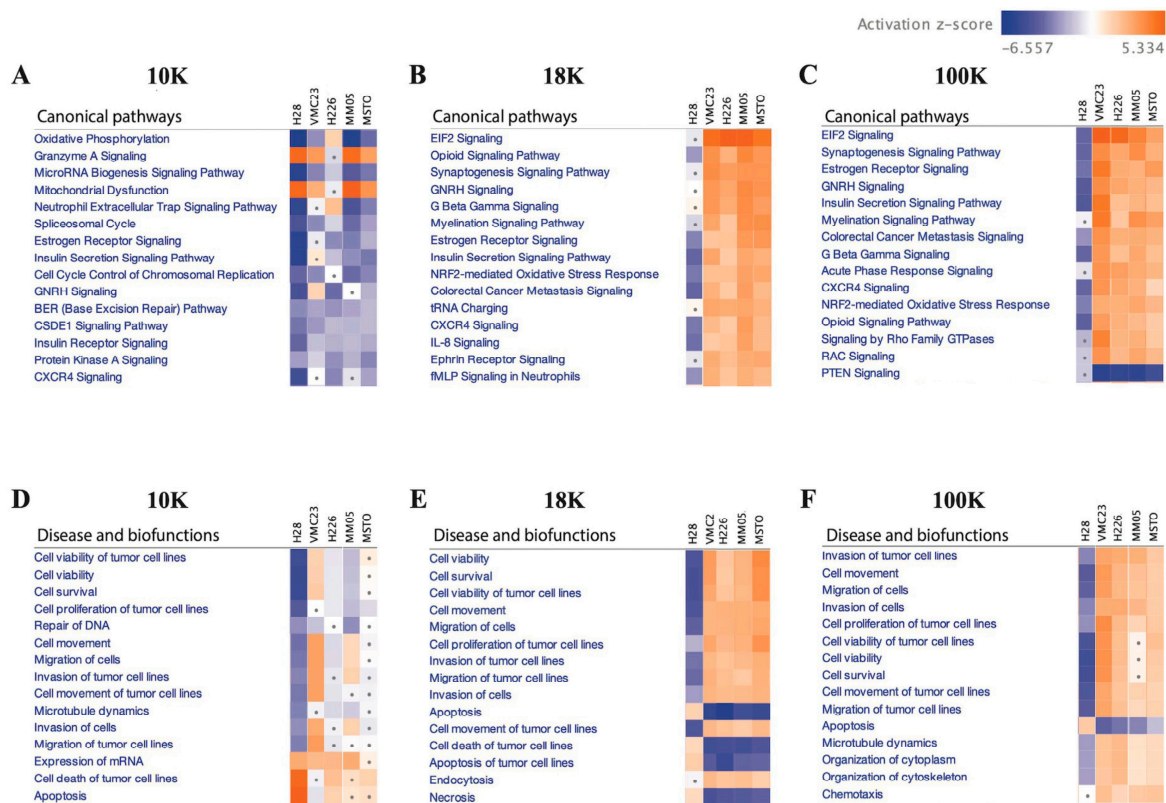 Activation z-score
-6.557 5.334
A 10K
Canonical pathways
H28 VMC23 H226 MM05 MSTO
Oxidative Phosphorylation
Granzyme A Signaling
MicroRNA Biogenesis Signaling Pathway
Mitochondrial Dysfunction
Neutrophil Extracellular Trap Signaling Pathway
Spliceosomal Cycle
Estrogen Receptor Signaling
Insulin Secretion Signaling Pathway
Cell Cycle Control of Chromosomal Replication
GNRH Signaling
BER (Base Excision Repair) Pathway
CSDE1 Signaling Pathway
Insulin Receptor Signaling
Protein Kinase A Signaling
CXCR4 Signaling
B 18K
Canonical pathways
H28 VMC23 H226 MM05 MSTO
EIF2 Signaling
Opioid Signaling Pathway
Synaptogenesis Signaling Pathway
GNRH Signaling
G Beta Gamma Signaling
Myelination Signaling Pathway
Estrogen Receptor Signaling
Insulin Secretion Signaling Pathway
NRF2-mediated Oxidative Stress Response
Colorectal Cancer Metastasis Signaling
tRNA Charging
CXCR4 Signaling
IL-8 Signaling
Ephrin Receptor Signaling
fMLP Signaling in Neutrophils
C 100K
Canonical pathways
H28 VMC23 H226 MM05 MSTO
EIF2 Signaling
Synaptogenesis Signaling Pathway
Estrogen Receptor Signaling
GNRH Signaling
Insulin Secretion Signaling Pathway
Myelination Signaling Pathway
Colorectal Cancer Metastasis Signaling
G Beta Gamma Signaling
Acute Phase Response Signaling
CXCR4 Signaling
NRF2-mediated Oxidative Stress Response
Opioid Signaling Pathway
Signaling by Rho Family GTPases
RAC Signaling
PTEN Signaling
D 10K
Disease and biofunctions
H28 VMC23 H226 MM05 MSTO
Cell viability of tumor cell lines
Cell viability
Cell survival
Cell proliferation of tumor cell lines
Repair of DNA
Cell movement
Migration of cells
Invasion of tumor cell lines
Cell movement of tumor cell lines
Microtubule dynamics
Invasion of cells
Migration of tumor cell lines
Expression of mRNA
Cell death of tumor cell lines
Apoptosis
E 18K
Disease and biofunctions
H28 VMC2 H226 MM05. MSTO
Cell viability
Cell survival
Cell viability of tumor cell lines
Cell movement
Migration of cells
Cell proliferation of tumor cell lines
Invasion of tumor cell lines
Migration of tumor cell lines
Invasion of cells
Apoptosis
Cell movement of tumor cell lines
Cell death of tumor cell lines
Apoptosis of tumor cell lines
Endocytosis
Necrosis
F 100K
Disease and biofunctions
H28 VMC23 H226 MM05 MSTO
Invasion of tumor cell lines
Cell movement
Migration of cells
Invasion of cells
Cell proliferation of tumor cell lines
Cell viability of tumor cell lines
Cell viability
Cell survival
Cell movement of tumor cell lines
Migration of tumor cell lines
Apoptosis
Microtubule dynamics
Organization of cytoplasm
Organization of cytoskeleton
Chemotaxis